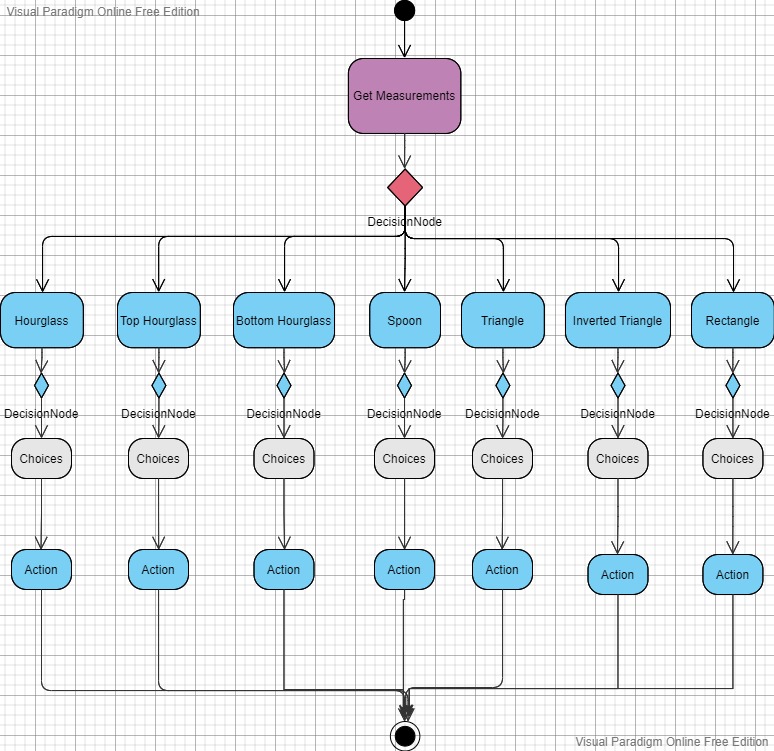 Visual Paradigm Online Free Edition
Get Measurements
DecisionNode
Hourglass
Top Hourglass
Bottom Hourglass
Spoon
Triangle
Inverted Triangle
Rectangle
DecisionNode
DecisionNode
DecisionNode
DecisionNode
DecisionNode
DecisionNode
DecisionNode
Choices
Choices
Choices
Choices
Choices
Choices
Choices
Action
Action
Action
Action
Action
Action
Action
Visual Paradigm Online Free Edition